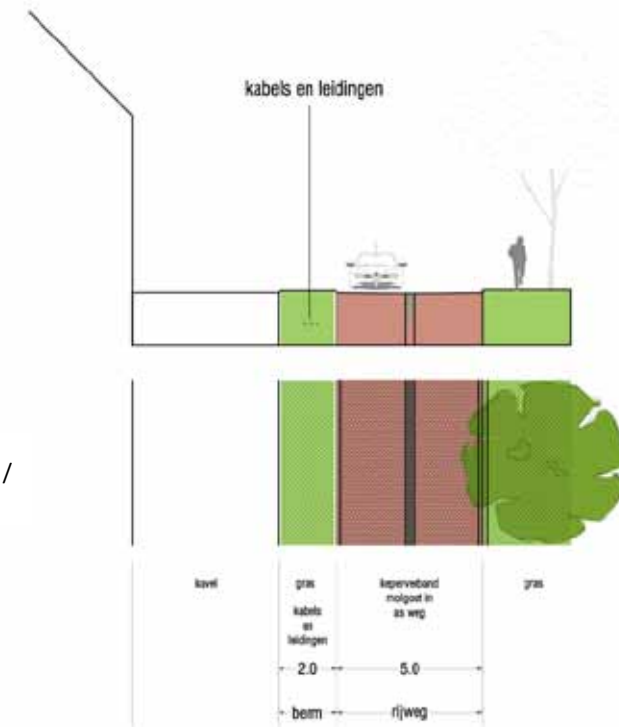 kabels en leidingen
/
kavel
gras
kabels
en
leidingen
keperverband
molgoot in
as weg
gras
2.0
5.0
berm
rijweg